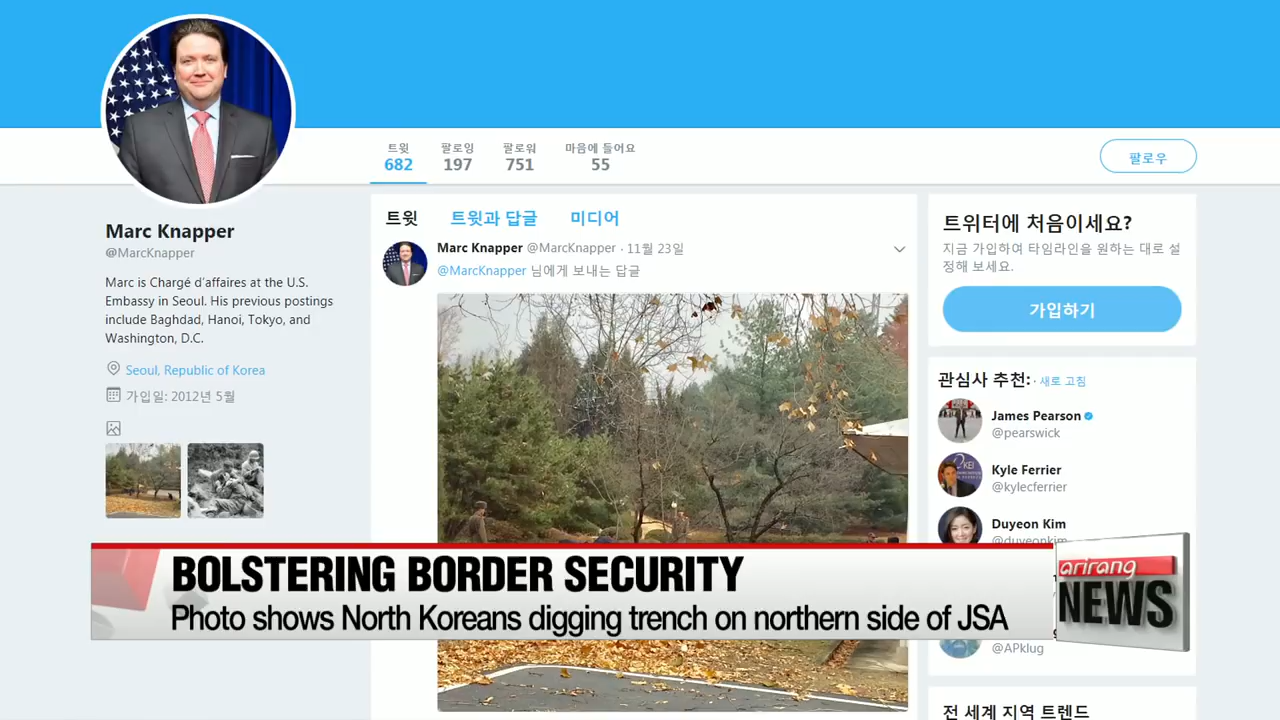 트윗 팔로잉 팔로워 마음에 들어요
682 197 751 55
팔로우
Marc Knapper
@MarcKnapper
Marc is Chargé d'affaires at the U.S.
Embassy in Seoul. His previous postings
include Baghdad, Hanoi, Tokyo, and
Washington, D.C.
Seoul, Republic of Korea
가입일: 2012년 5월
트윗 트윗과 답글 미디어
Marc Knapper @MarcKnapper · 11월 23일
@MarcKnapper 님에게 보내는 답글
트위터에 처음이세요?
지금 가입하여 타임라인을 원하는 대로 설
정해 보세요.
가입하기
관심사 추천: · 새로 고침
James Pearson
@pearswick
KEI
Kyle Ferrier
@kylecferrier
Duyeon Kim
@duyeonkim
@APklug
전 세계 지역 트렌드
BOLSTERING BORDER SECURITY
Photo shows North Koreans digging trench on northern side of JSA
arirang
NEWS